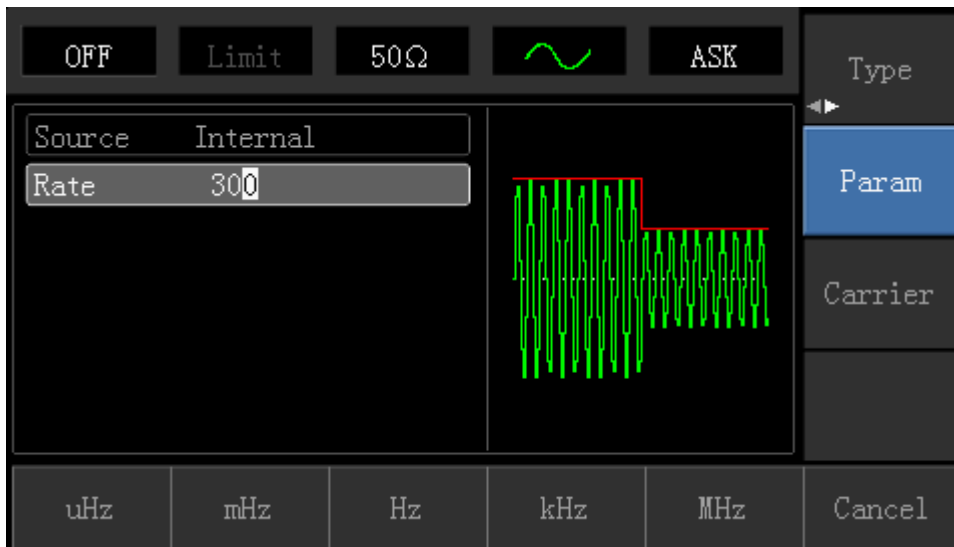 OFF Limit 50Ω ASK
Type
Source Internal
Rate 300
Param
Carrier
uHz mHz Hz kHz MHz Cancel